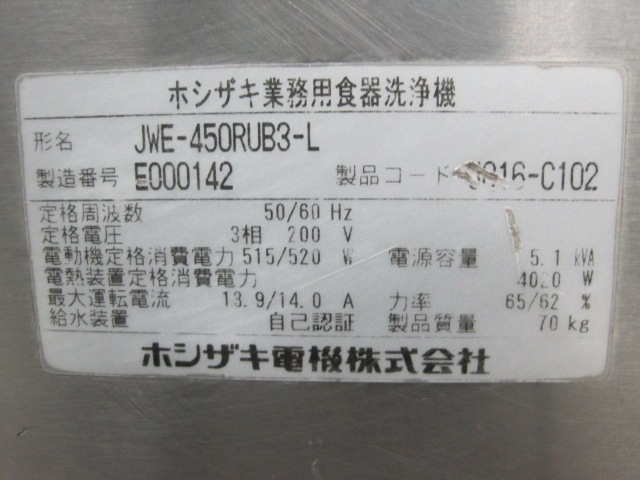 ホシザキ業務用食器洗浄機
形名 JWE-450RUB3-L
製造番号 E000142 製品コード 016-C102
定格周波数 50/60 Hz
定格電圧 3相 200 V
電動機定格消費電力 515/520 W 電源容量 5.1 kVA
電熱装置定格消費電力 4020 W
最大運転電流 13.9/14.0 A 力率 65/62 %
給水装置 自己認証 製品質量 70 kg
ホシザキ電機株式会社